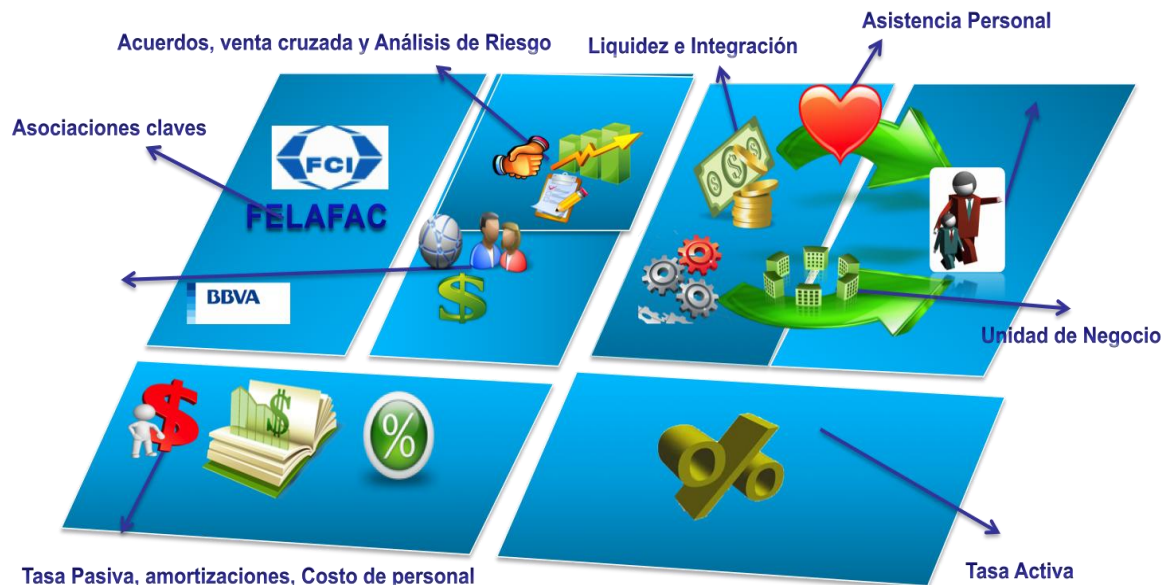 Asistencia Personal
Acuerdos, venta cruzada y Análisis de Riesgo
Liquidez e Integración
Asociaciones claves
FCI
FELAFAC
BBVA
Unidad de Negocio
Tasa Activa
Tasa Pasiva, amortizaciones, Costo de personal